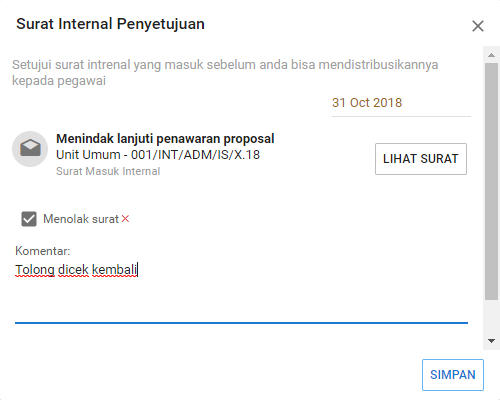 Surat Internal Penyetujuan
Setujui surat intrenal yang masuk sebelum anda bisa mendistribusikannya
kepada pegawai
31 Oct 2018
Menindak lanjuti penawaran proposal
Unit Umum - 001/INT/ADM/IS/X.18
Surat Masuk Internal
LIHAT SURAT
Menolak surat
Komentar:
Tolong dicek kembali
SIMPAN